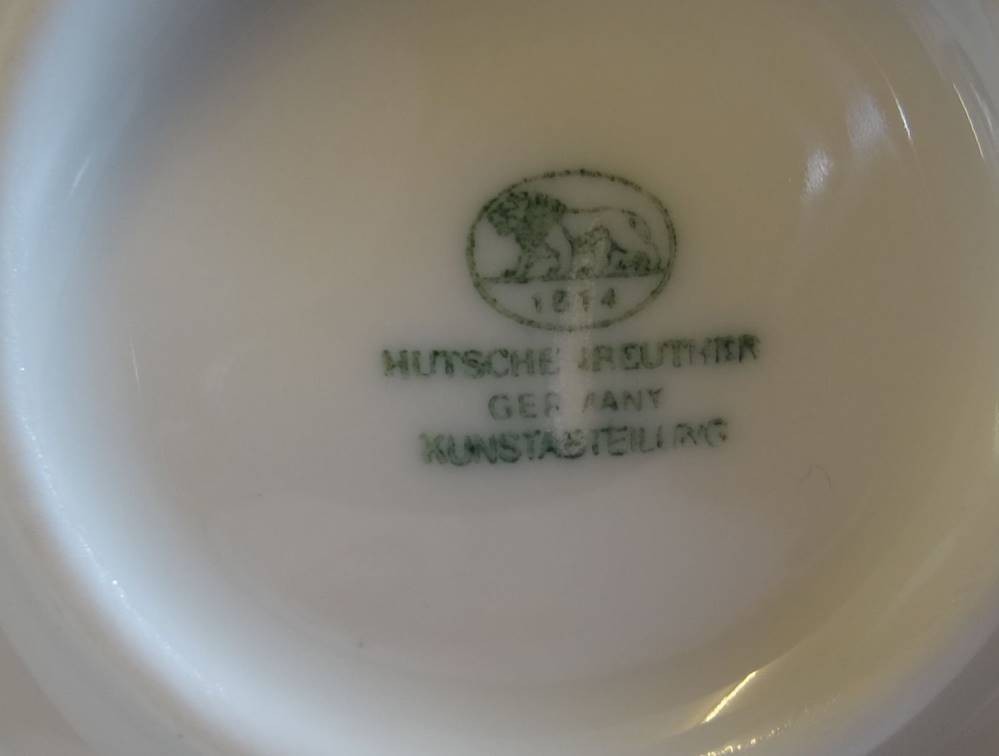 1814
HUTSCHENREUTHER
GERMANY
KUNSTABTEILUNG